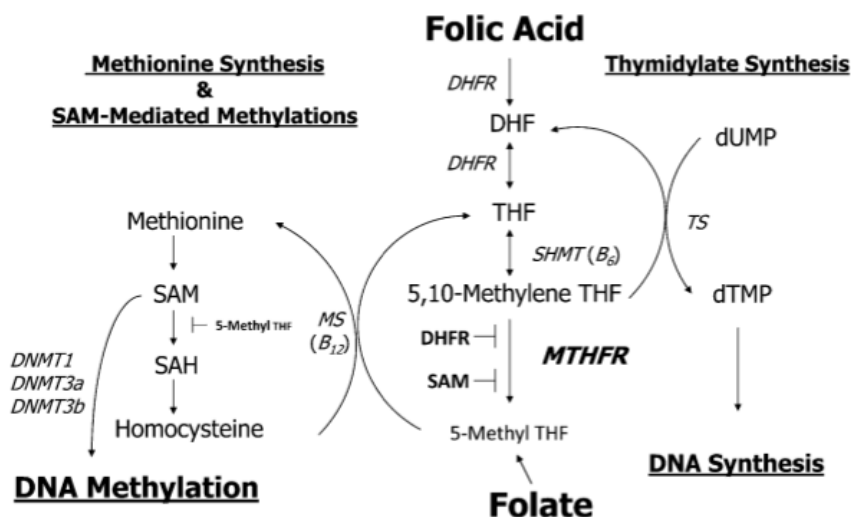 Folic Acid
Methionine Synthesis
&
SAM-Mediated Methylations
Thymidylate Synthesis
DHFR
DHF
dUMP
DHFR
Methionine
THF
TS
SHMT (B6)
SAM
5,10-Methylene THF
dTMP
5-Methyl THF
MS
(B12)
DHFR
MTHFR
DNMT1
DNMT3a
DNMT3b
SAH
SAM
Homocysteine
5-Methyl THF
DNA Methylation
DNA Synthesis
Folate